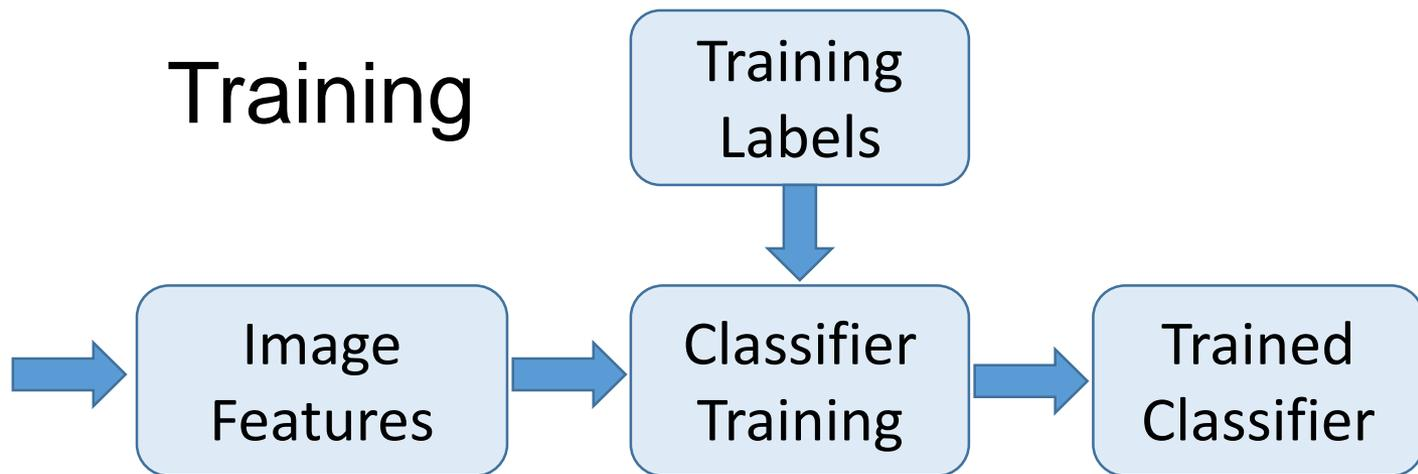 Training
Training
Labels
Image
Features
Classifier
Training
Trained
Classifier